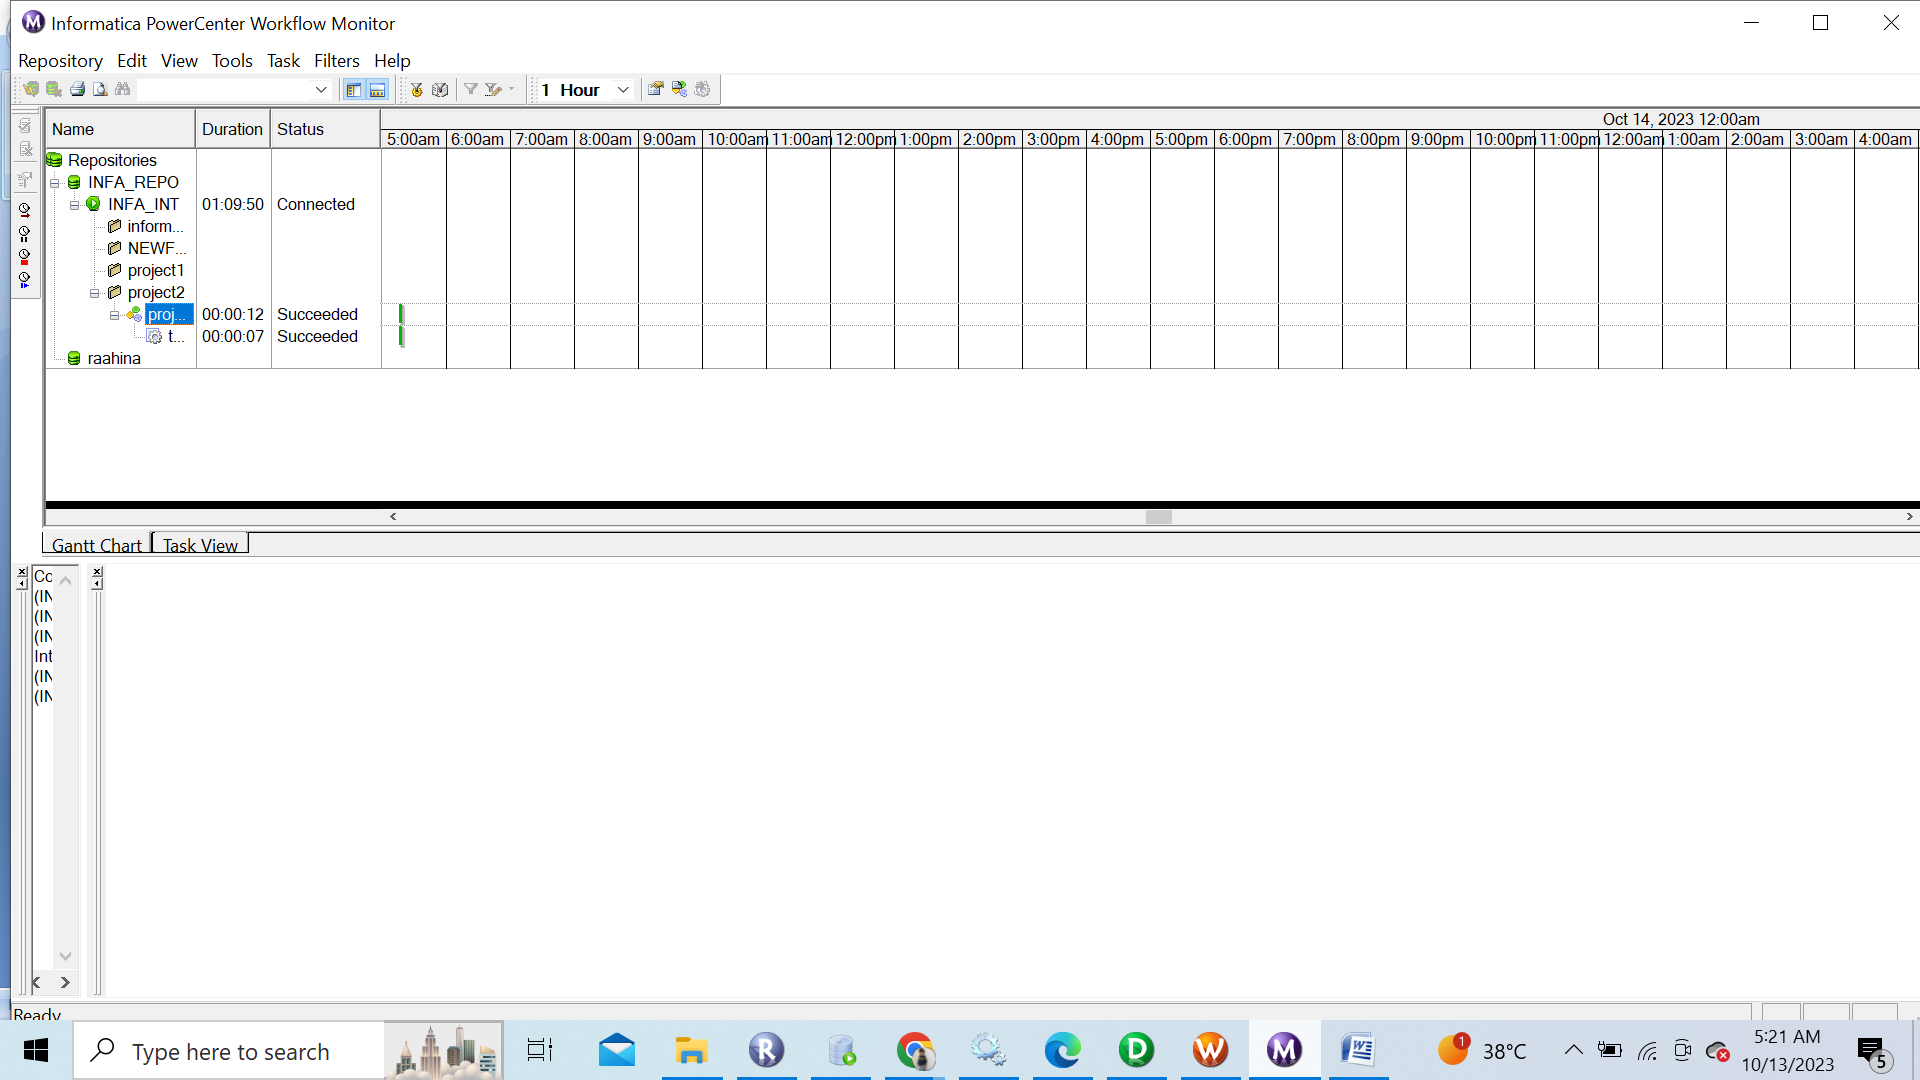 Informatica PowerCenter Workflow Monitor
Repository Edit View Tools Task Filters Help
1 Hour
Name Duration Status
Oct 14, 2023 12:00am
5:00am 6:00am 7:00am 8:00am 9:00am 10:00am 11:00am 12:00pm 1:00pm 2:00pm 3:00pm 4:00pm 5:00pm 6:00pm 7:00pm 8:00pm 9:00pm 10:00pm 11:00pm 12:00am 1:00am 2:00am 3:00am 4:00am
Repositories
INFA_REPO
INFA_INT 01:09:50 Connected
inform...
NEWF...
project1
project2
proj... 00:00:12 Succeeded
t... 00:00:07 Succeeded
raahina
Gantt Chart Task View
Co
(IN
(IN
(IN
Int
(IN
(IN
Ready
Type here to search
R
D
W
M
W
1
38°C
5:21 AM
10/13/2023
5